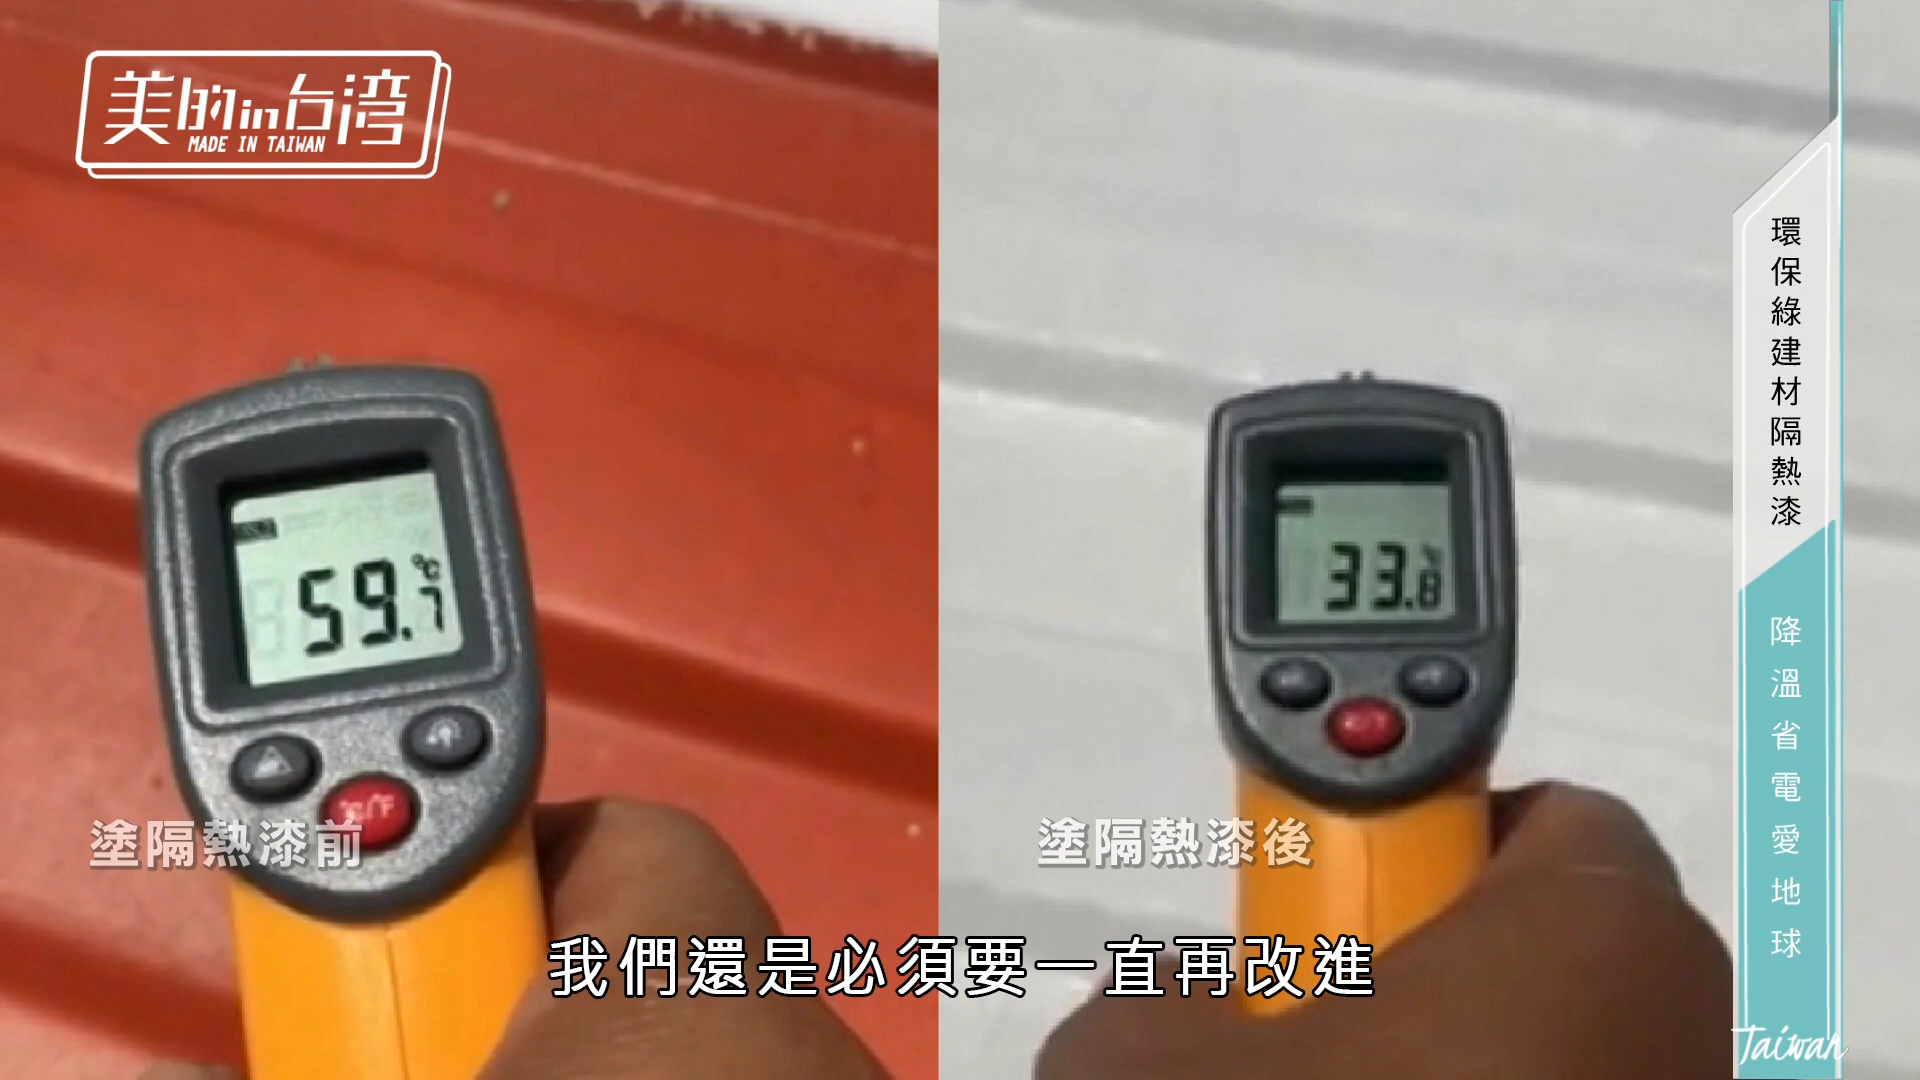 美的in台湾
MADE IN TAIWAN
59.7
°C
°C/°F
塗隔熱漆前
33.8
°C
塗隔熱漆後
我們還是必須要一直再改進
環保綠建材隔熱漆
降溫省電愛地球
Taiwan